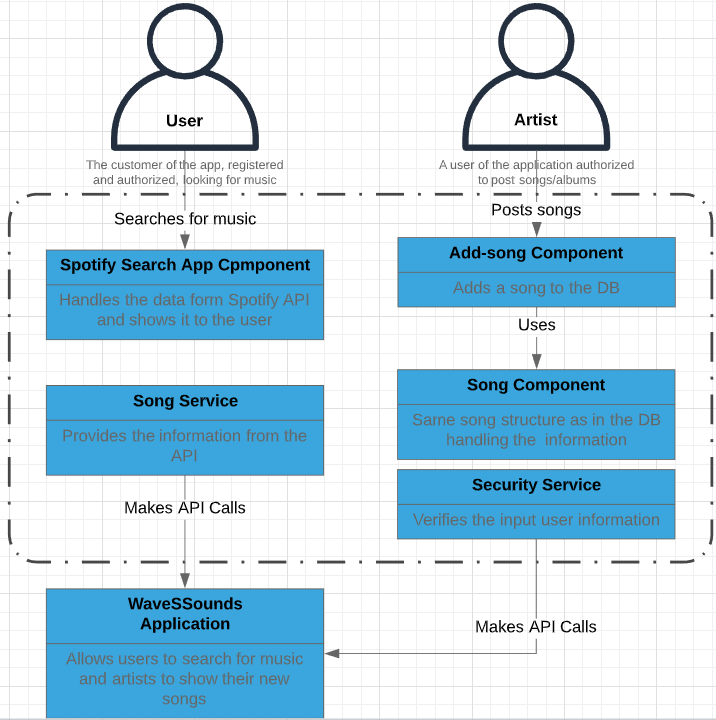 User
The customer of the app, registered
and authorized, looking for music
Searches for music
Spotify Search App Cpmponent
Handles the data form Spotify API
and shows it to the user
Song Service
Provides the information from the
API
Makes API Calls
WaveSSounds
Application
Allows users to search for music
and artists to show their new
songs
Artist
A user of the application authorized
to post songs/albums
Posts songs
Add-song Component
Adds a song to the DB
Uses
Song Component
Same song structure as in the DB
handling the information
Security Service
Verifies the input user information
Makes API Calls